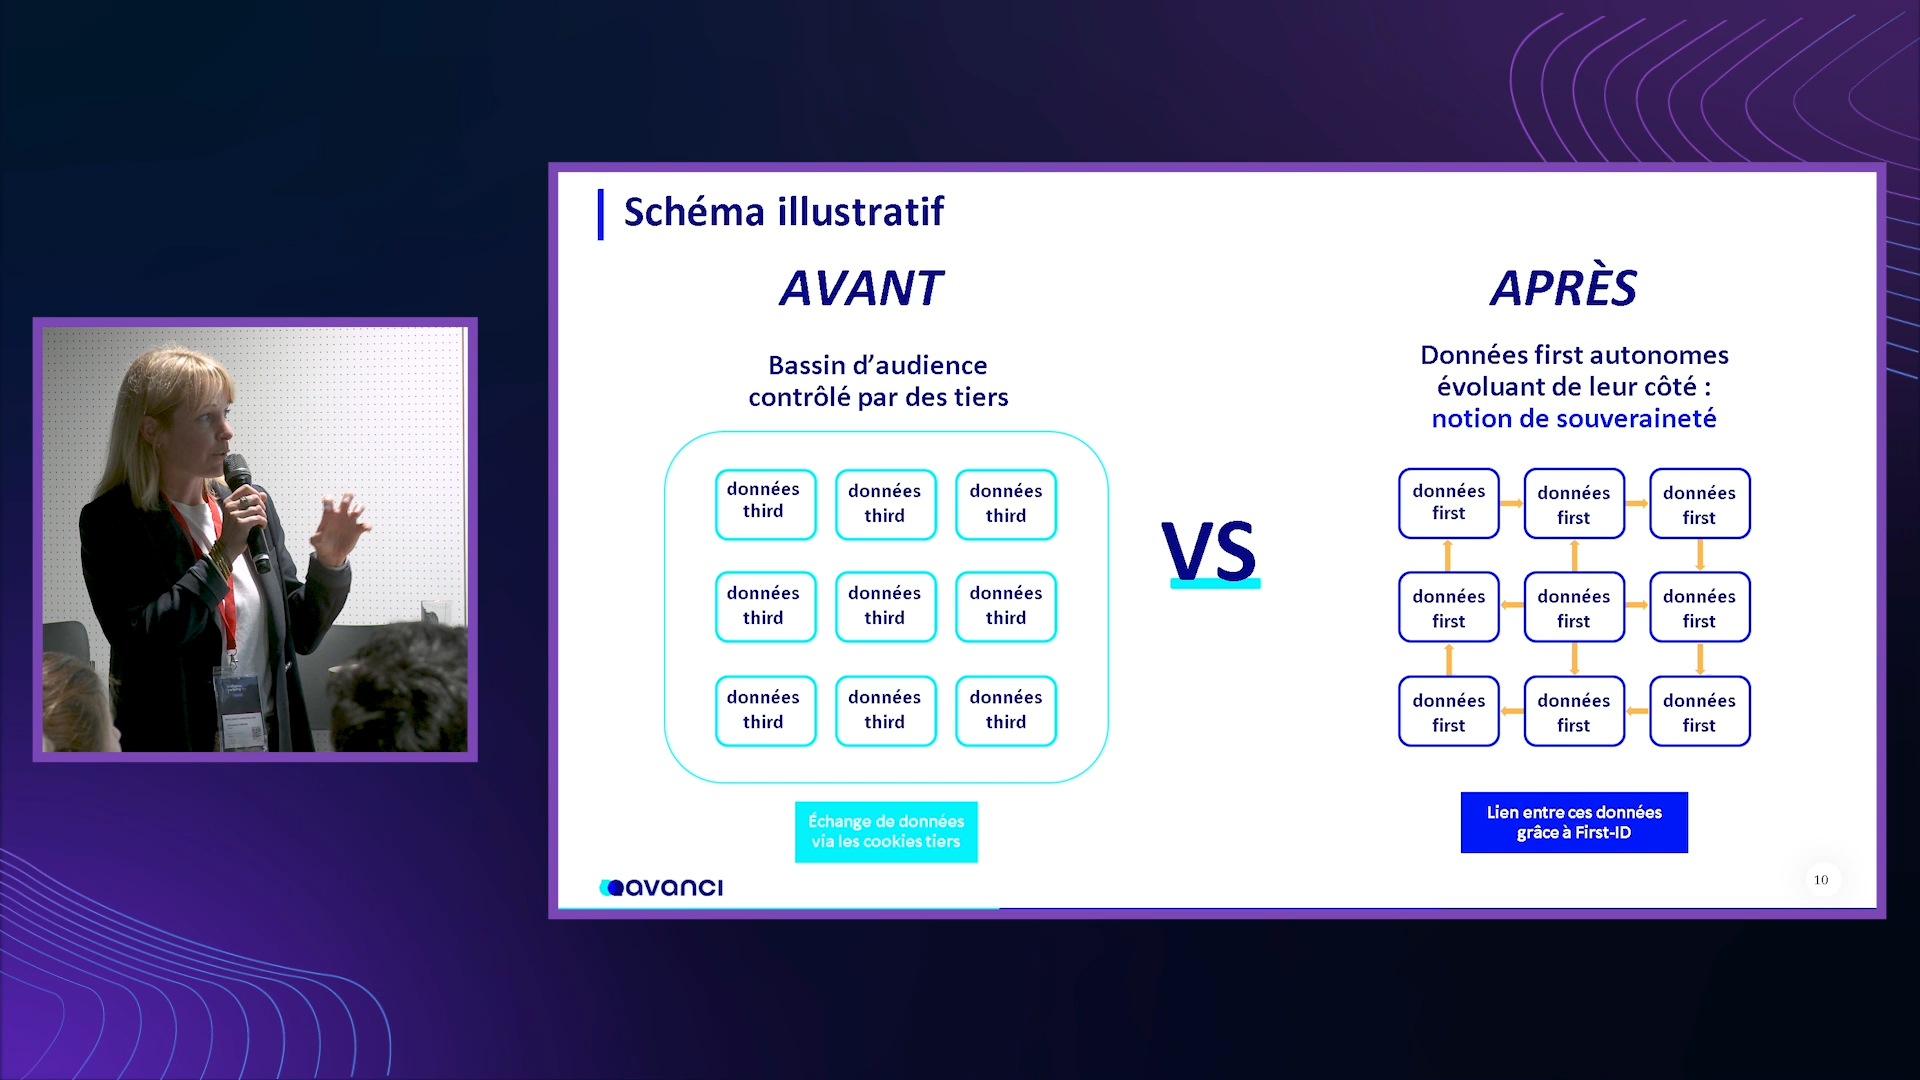 Schéma illustratif
AVANT
Bassin d’audience
contrôlé par des tiers
données
third
données
third
données
third
données
third
données
third
données
third
données
third
données
third
données
third
Échange de données
via les cookies tiers
VS
APRÈS
Données first autonomes
évoluant de leur côté :
notion de souveraineté
données
first
données
first
données
first
données
first
données
first
données
first
données
first
données
first
données
first
Lien entre ces données
grâce à First-ID
avanci
10